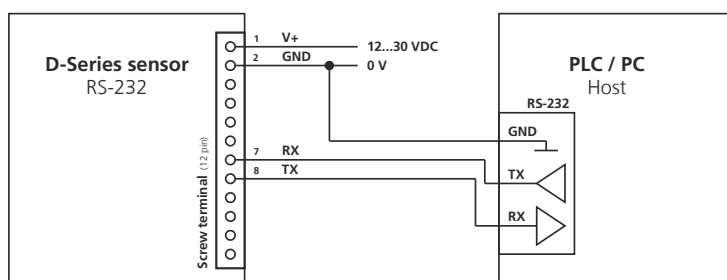 D-Series sensor
RS-232
Screw terminal (12 pin)
1 V+ 12...30 VDC
2 GND 0 V
7 RX
8 TX
PLC / PC
Host
RS-232
GND
TX
RX